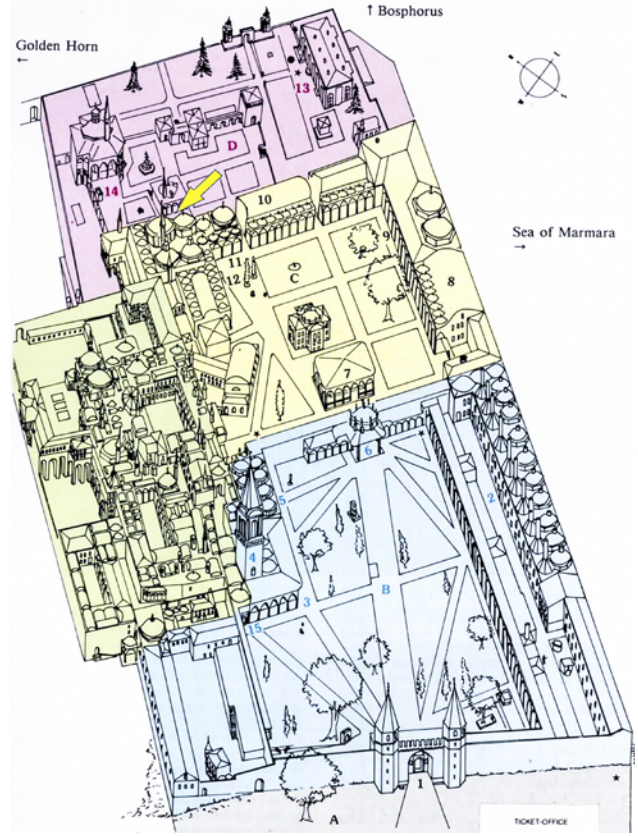 ↑ Bosphorus
Golden Horn
←
13
D
14
10
9
11
C
12
Sea of Marmara
→
8
7
6
5
2
4
B
3
15
1
A
TICKET-OFFICE